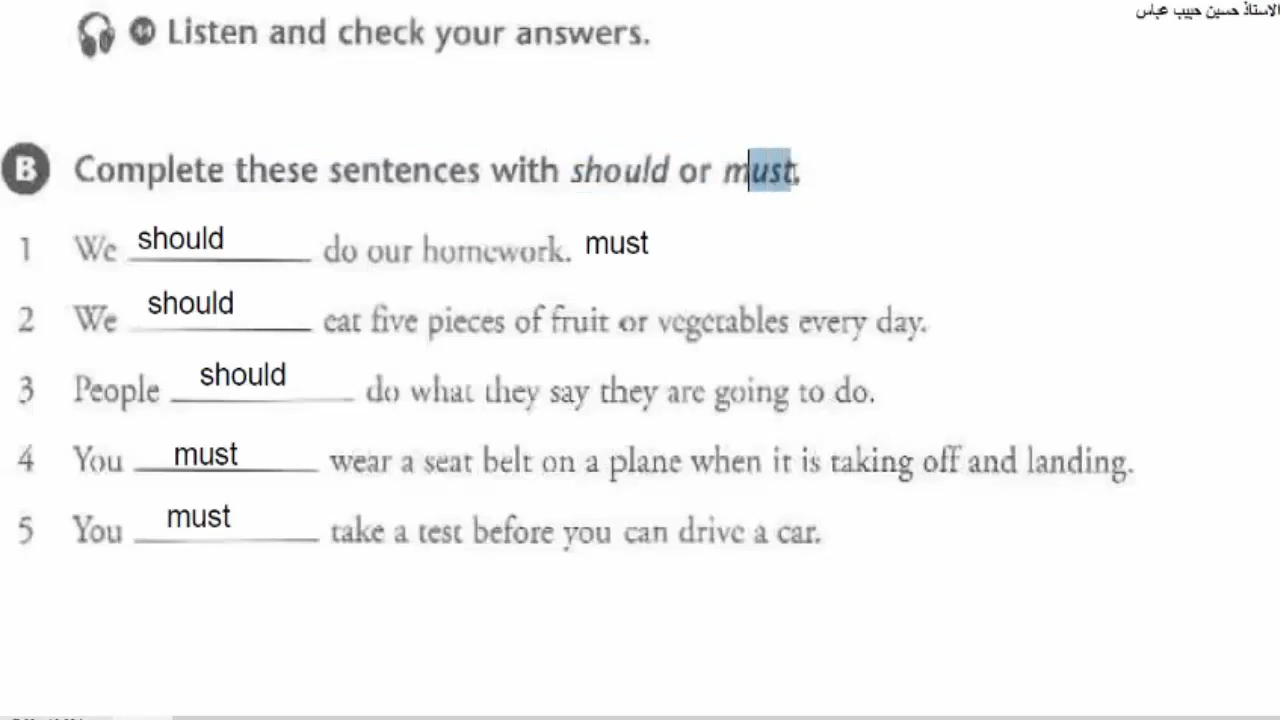 الاستاذ حسين حبيب عباس
Listen and check your answers.
B Complete these sentences with should or must.
1 We should do our homework. must
2 We should eat five pieces of fruit or vegetables every day.
3 People should do what they say they are going to do.
4 You must wear a seat belt on a plane when it is taking off and landing.
5 You must take a test before you can drive a car.